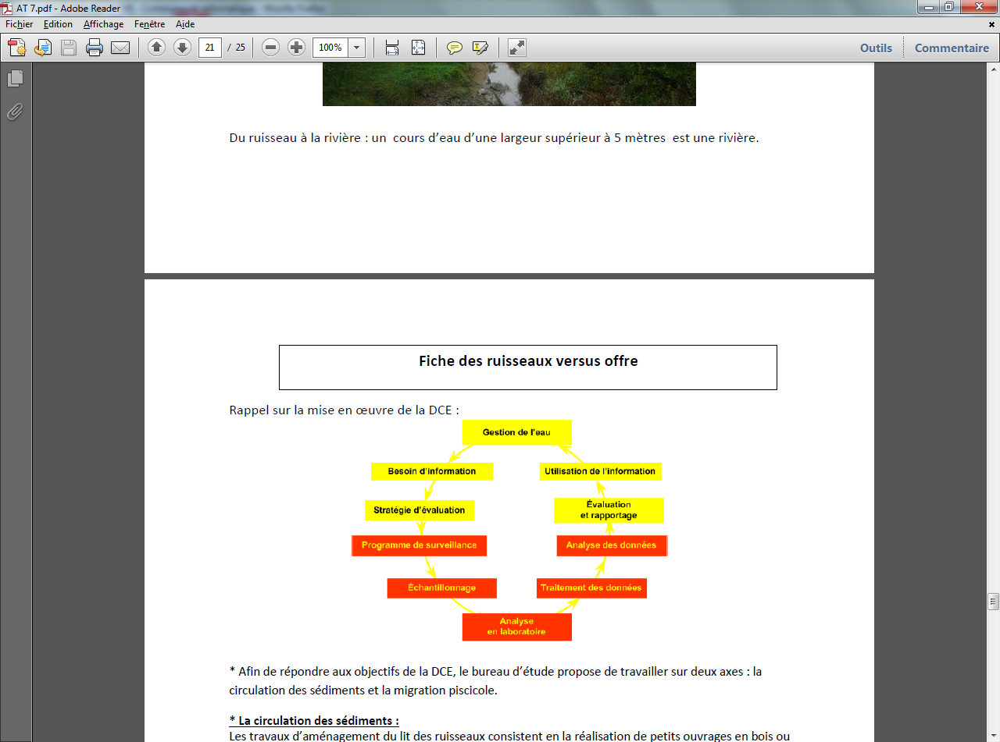 AT 7.pdf - Adobe Reader
Fichier Edition Affichage Fenêtre Aide
21 / 25 100% Outils Commentaire
Du ruisseau à la rivière : un cours d’eau d’une largeur supérieur à 5 mètres est une rivière.
Fiche des ruisseaux versus offre
Rappel sur la mise en œuvre de la DCE :
Gestion de l’eau
Besoin d’information
Utilisation de l’information
Stratégie d’évaluation
Évaluation
et rapportage
Programme de surveillance
Analyse des données
Échantillonnage
Traitement des données
Analyse
en laboratoire
* Afin de répondre aux objectifs de la DCE, le bureau d’étude propose de travailler sur deux axes : la
circulation des sédiments et la migration piscicole.
* La circulation des sédiments :
Les travaux d’aménagement du lit des ruisseaux consistent en la réalisation de petits ouvrages en bois ou